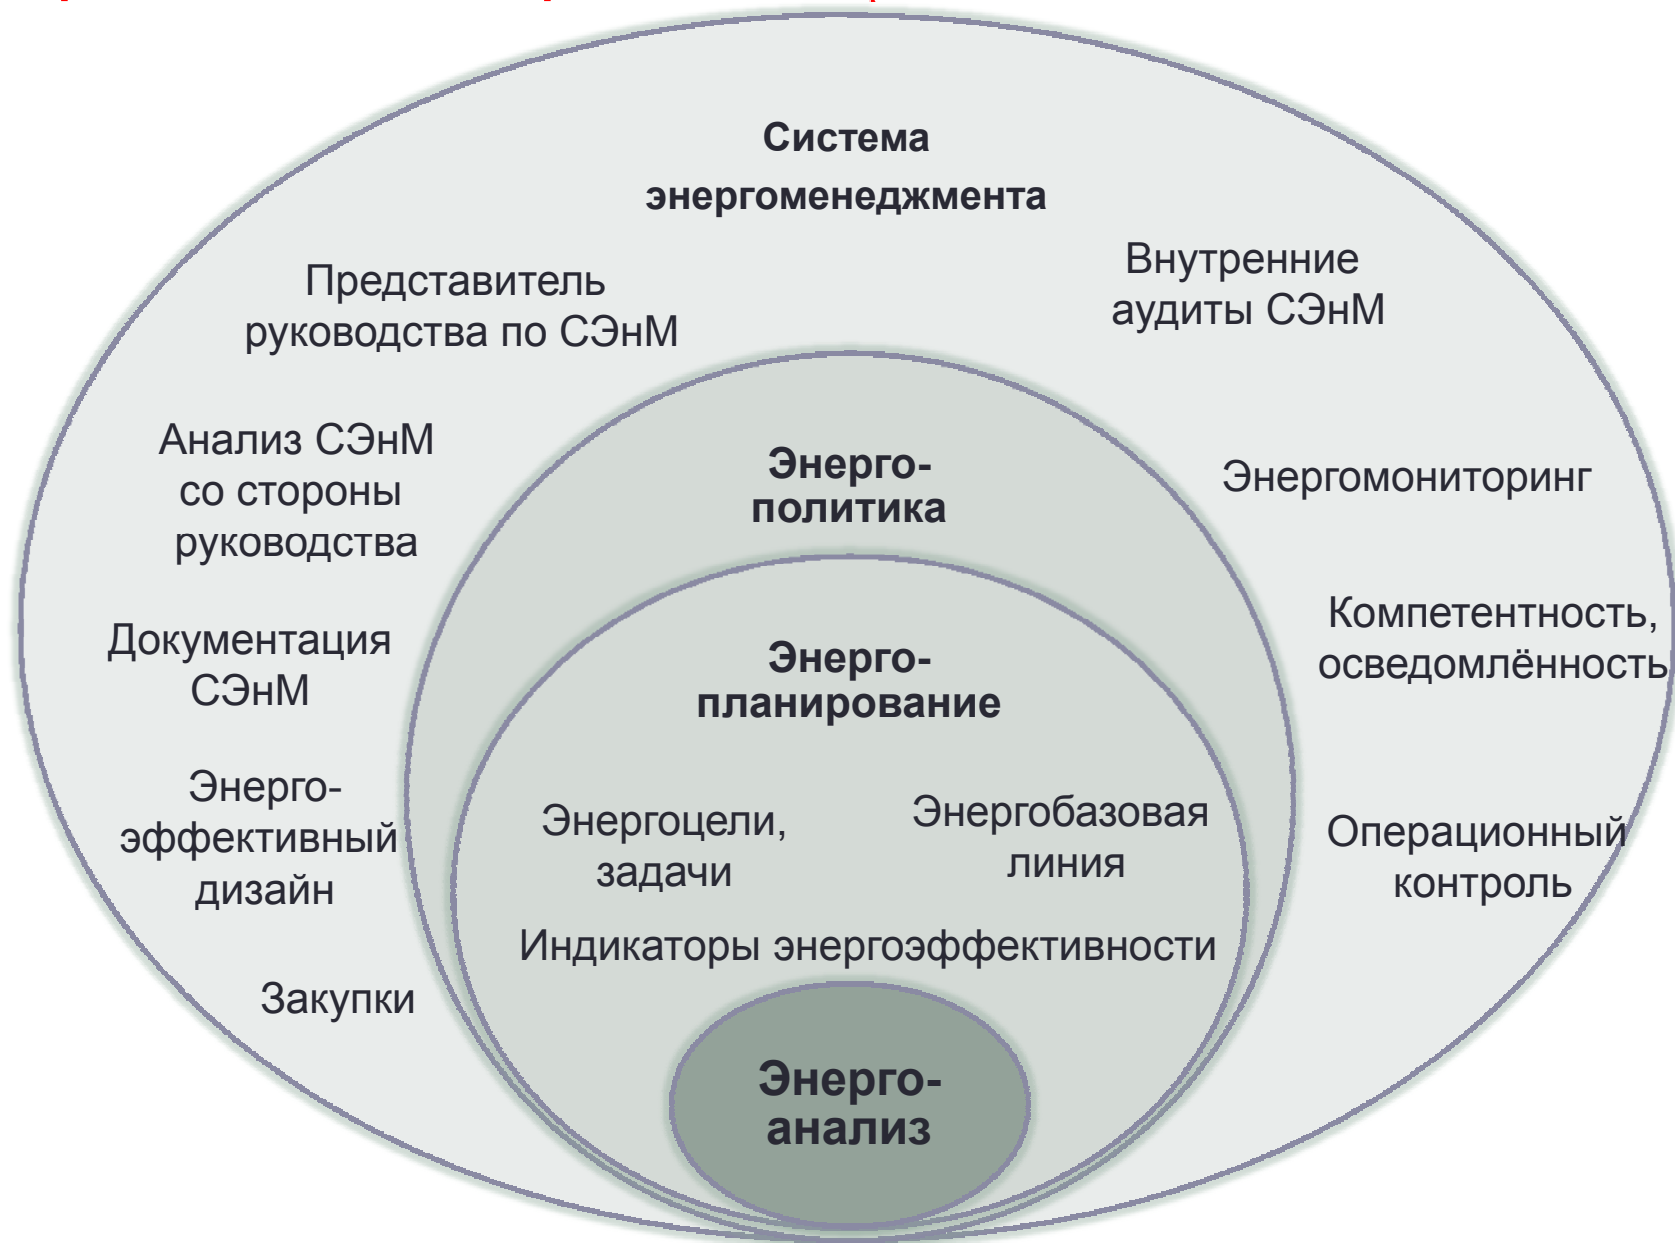 Система
энергоменеджмента
Представитель
руководства по СЭнМ
Внутренние
аудиты СЭнМ
Анализ СЭнМ
со стороны
руководства
Энерго-
политика
Энергомониторинг
Документация
СЭнМ
Энерго-
планирование
Компетентность,
осведомлённость
Энерго-
эффективный
дизайн
Энергоцели,
задачи
Энергобазовая
линия
Операционный
контроль
Индикаторы энергоэффективности
Закупки
Энерго-
анализ